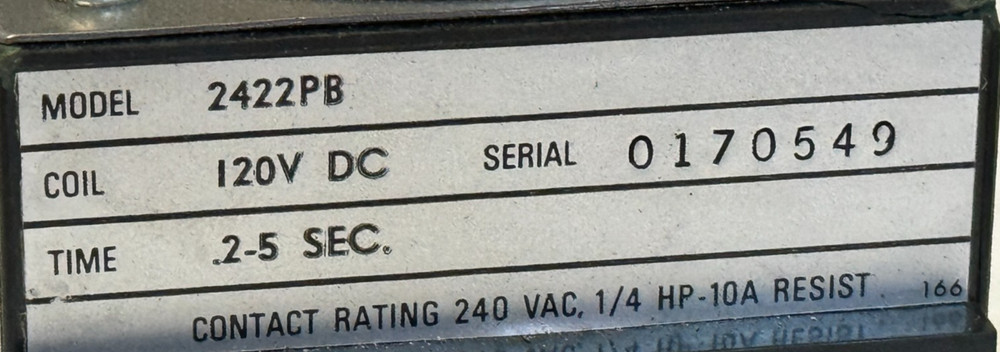 MODEL 2422PB
COIL 120V DC SERIAL 0170549
TIME .2-5 SEC.
CONTACT RATING 240 VAC, 1/4 HP-10A RESIST 166